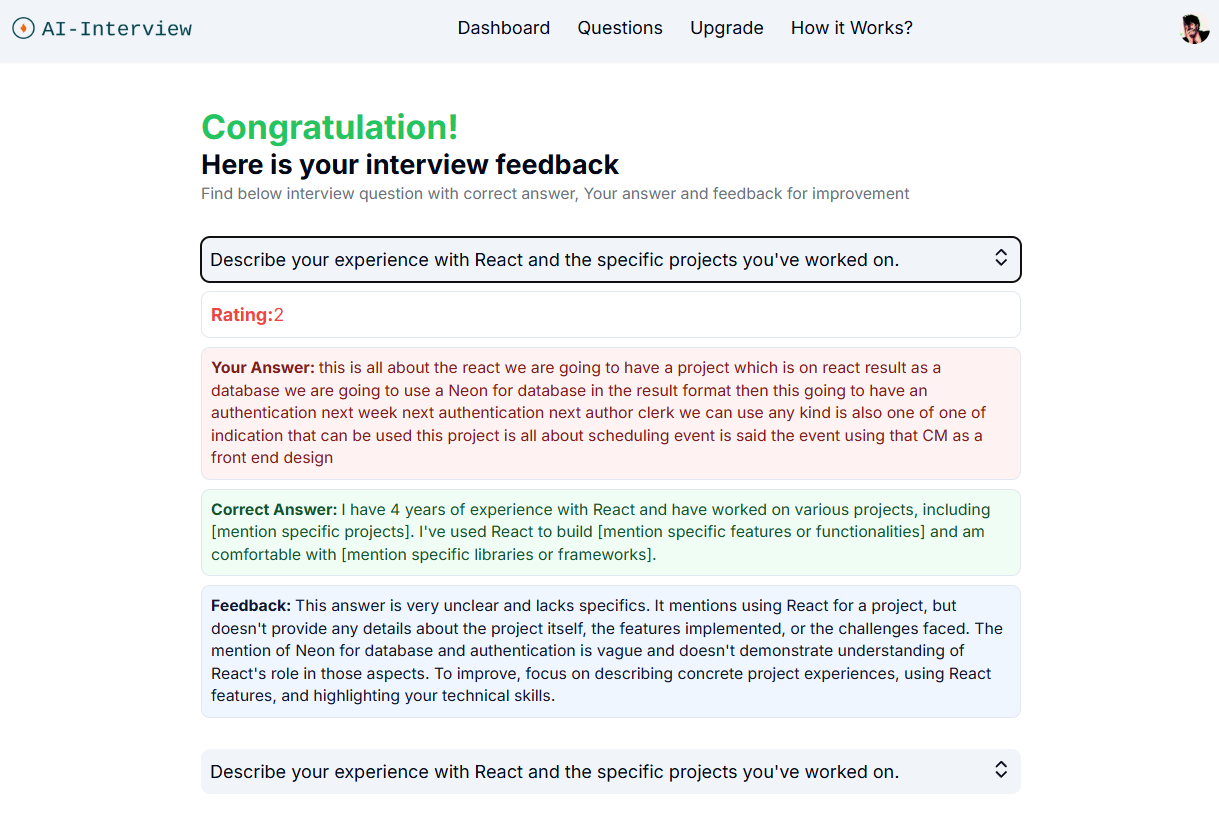 AI-Interview
Dashboard
Questions
Upgrade
How it Works?
Congratulation!
Here is your interview feedback
Find below interview question with correct answer, Your answer and feedback for improvement
Describe your experience with React and the specific projects you've worked on.
Rating:2
Your Answer: this is all about the react we are going to have a project which is on react result as a
database we are going to use a Neon for database in the result format then this going to have an
authentication next week next authentication next author clerk we can use any kind is also one of one of
indication that can be used this project is all about scheduling event is said the event using that CM as a
front end design
Correct Answer: I have 4 years of experience with React and have worked on various projects, including
[mention specific projects]. I've used React to build [mention specific features or functionalities] and am
comfortable with [mention specific libraries or frameworks].
Feedback: This answer is very unclear and lacks specifics. It mentions using React for a project, but
doesn't provide any details about the project itself, the features implemented, or the challenges faced. The
mention of Neon for database and authentication is vague and doesn't demonstrate understanding of
React's role in those aspects. To improve, focus on describing concrete project experiences, using React
features, and highlighting your technical skills.
Describe your experience with React and the specific projects you've worked on.